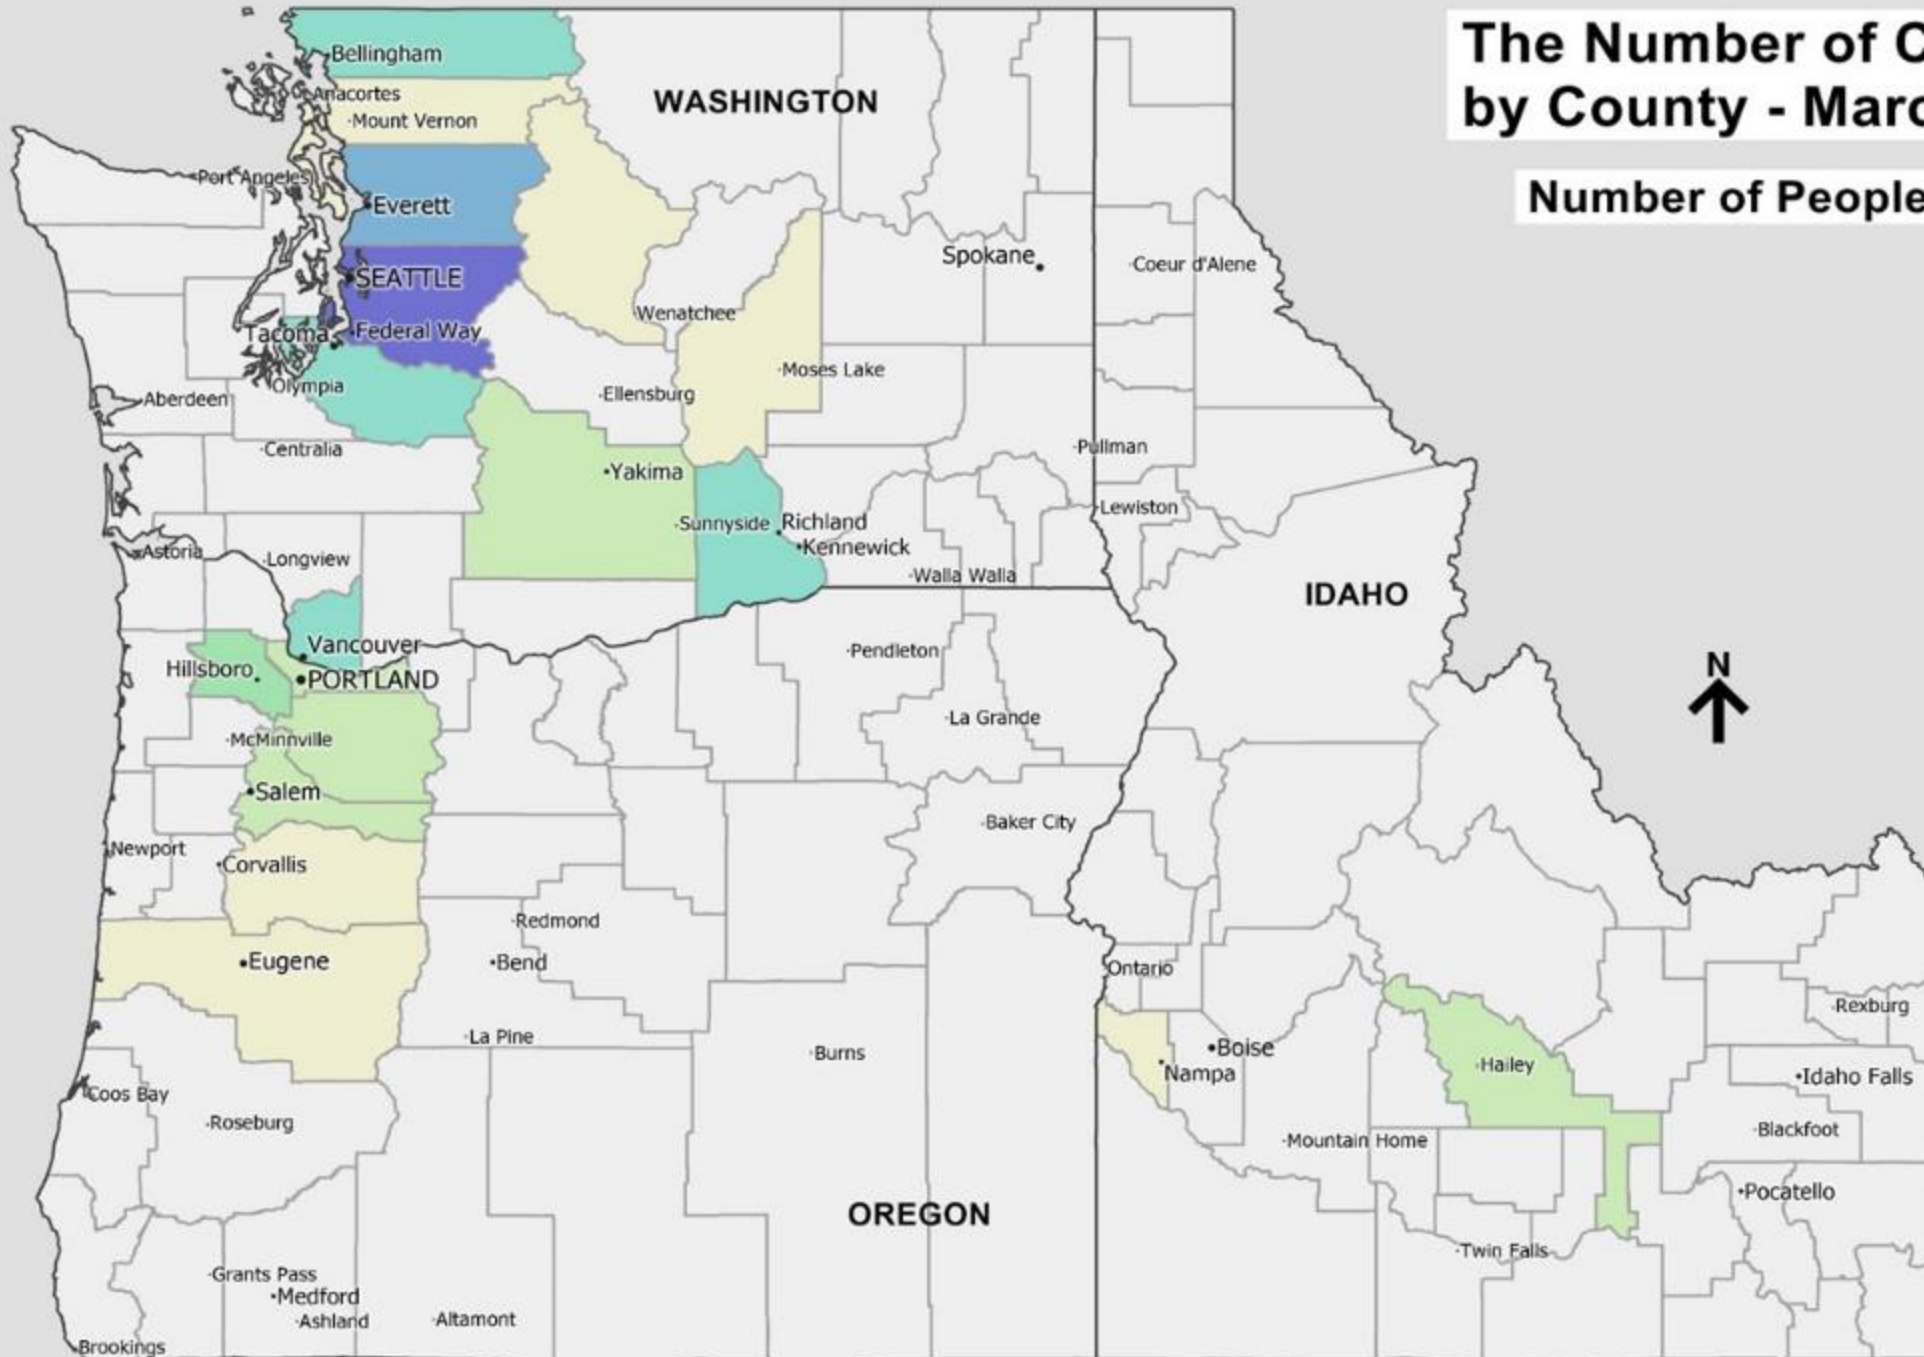 The Number of C
by County - Marc
Number of People
WASHINGTON
Bellingham
Anacortes
Mount Vernon
Port Angeles
Everett
SEATTLE
Spokane
Coeur d'Alene
Wenatchee
Tacoma
Federal Way
Moses Lake
Olympia
Ellensburg
Aberdeen
Centralia
Pullman
Yakima
Lewiston
Sunnyside
Richland
Kennewick
Astoria
Longview
Walla Walla
IDAHO
Vancouver
Pendleton
Hillsboro
PORTLAND
N
La Grande
McMinnville
Salem
Baker City
Newport
Corvallis
Redmond
Eugene
Bend
Ontario
Rexburg
La Pine
Burns
Boise
Nampa
Hailey
Idaho Falls
Coos Bay
Roseburg
Mountain Home
Blackfoot
Pocatello
OREGON
Twin Falls
Grants Pass
Medford
Ashland
Altamont
Brookings